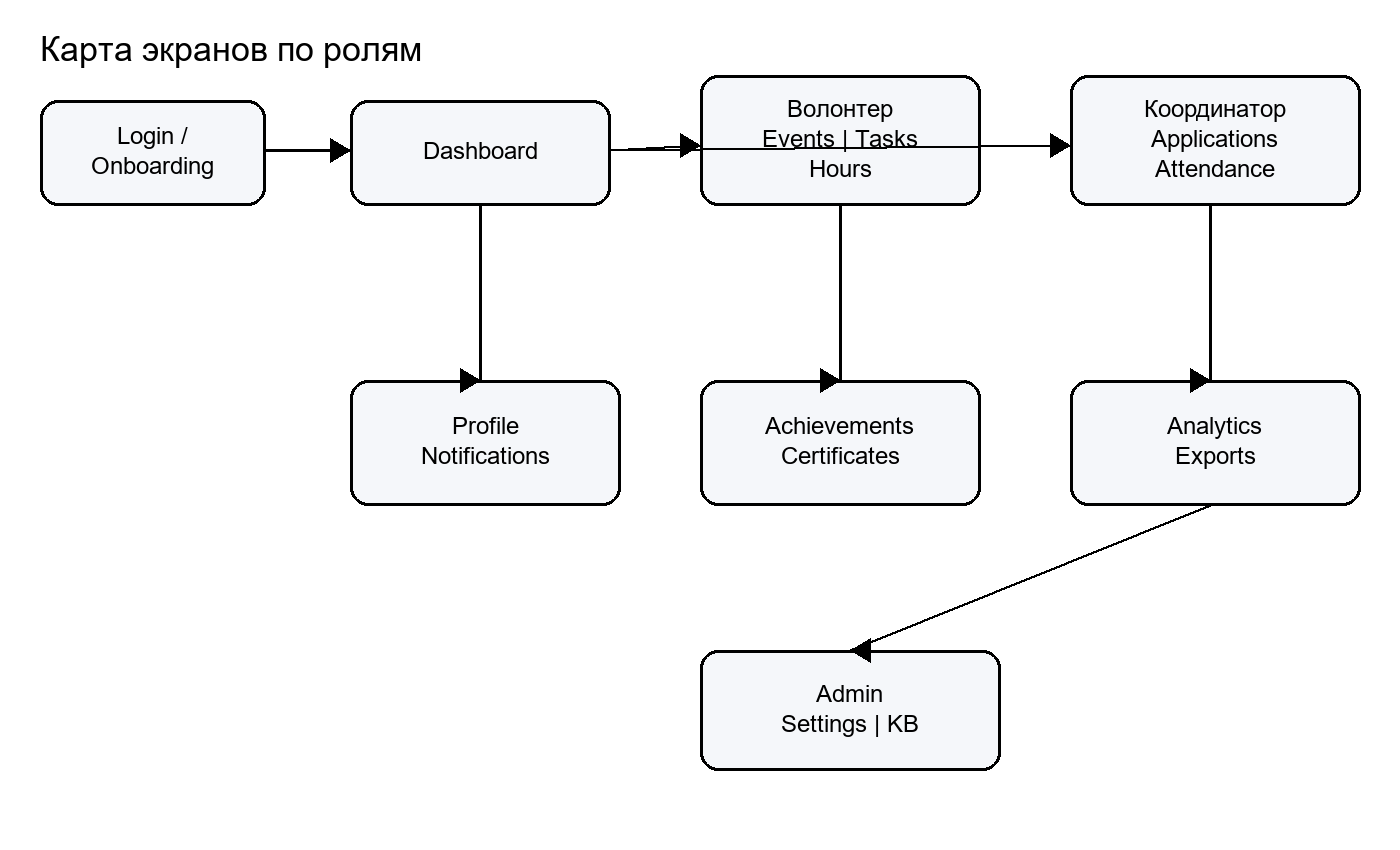 Карта экранов по ролям
Login /
Onboarding
Dashboard
Волонтер
Events | Tasks
Hours
Координатор
Applications
Attendance
Profile
Notifications
Achievements
Certificates
Analytics
Exports
Admin
Settings | KB